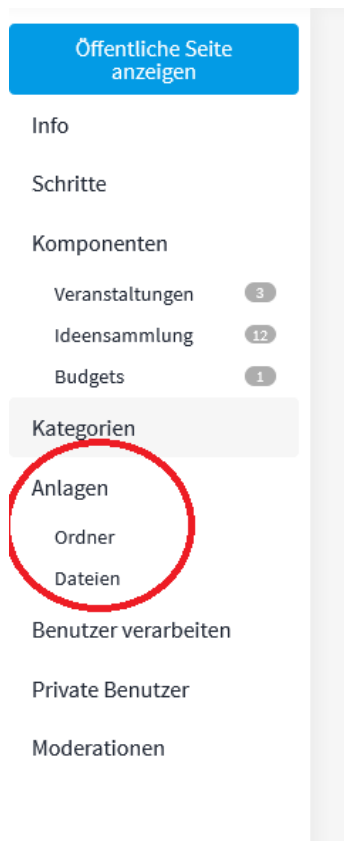 Öffentliche Seite
anzeigen
Info
Schritte
Komponenten
Veranstaltungen 3
Ideensammlung 12
Budgets 1
Kategorien
Anlagen
Ordner
Dateien
Benutzer verarbeiten
Private Benutzer
Moderationen